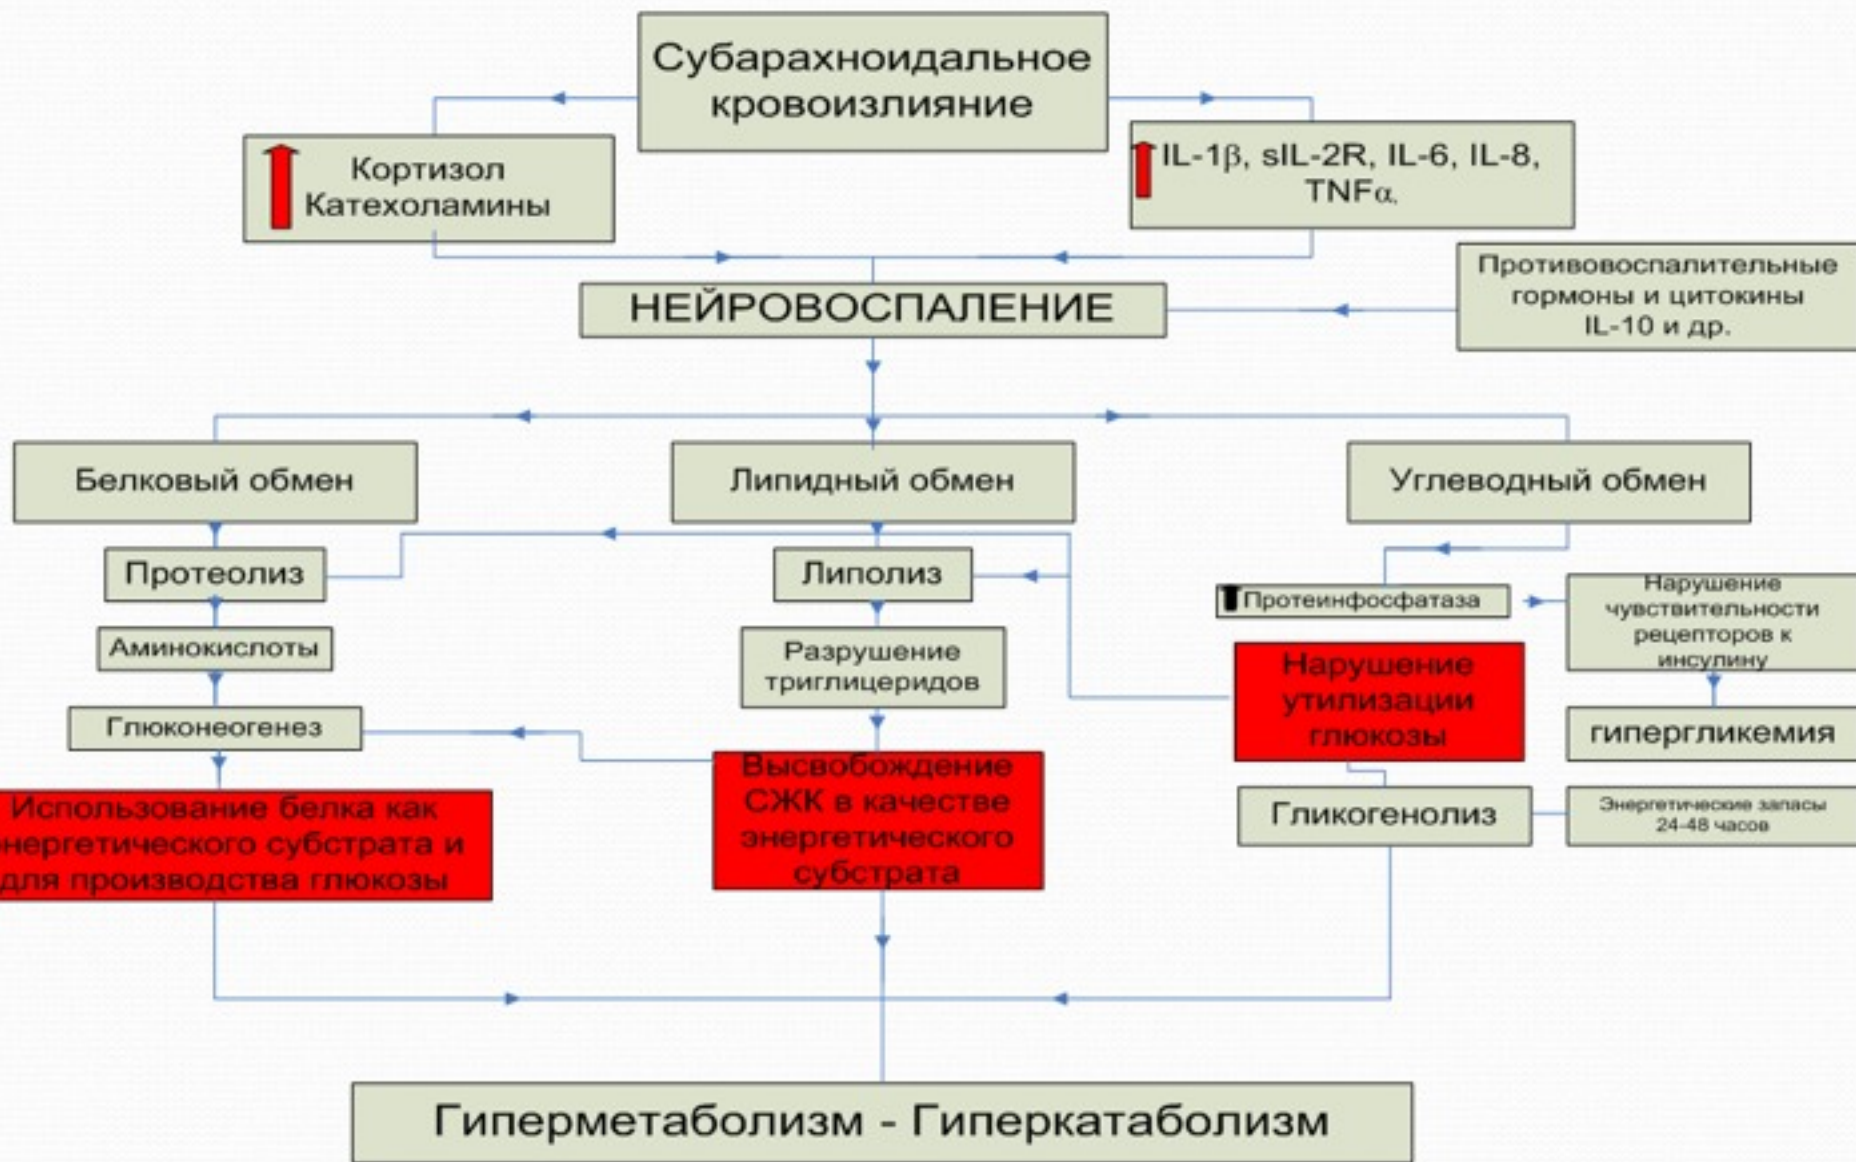 Субарахноидальное
кровоизлияние
Кортизол
Катехоламины
IL-1β, sIL-2R, IL-6, IL-8,
TNFα,
Противовоспалительные
гормоны и цитокины
IL-10 и др.
НЕЙРОВОСПАЛЕНИЕ
Белковый обмен
Липидный обмен
Углеводный обмен
Протеолиз
Липолиз
Протеинфосфатаза
Нарушение
чувствительности
рецепторов к
инсулину
Аминокислоты
Разрушение
триглицеридов
Нарушение
утилизации
глюкозы
Глюконеогенез
гипергликемия
Высвобождение
СЖК в качестве
энергетического
субстрата
Использование белка как
энергетического субстрата и
для производства глюкозы
Гликогенолиз
Энергетические запасы
24-48 часов
Гиперметаболизм - Гиперкатаболизм